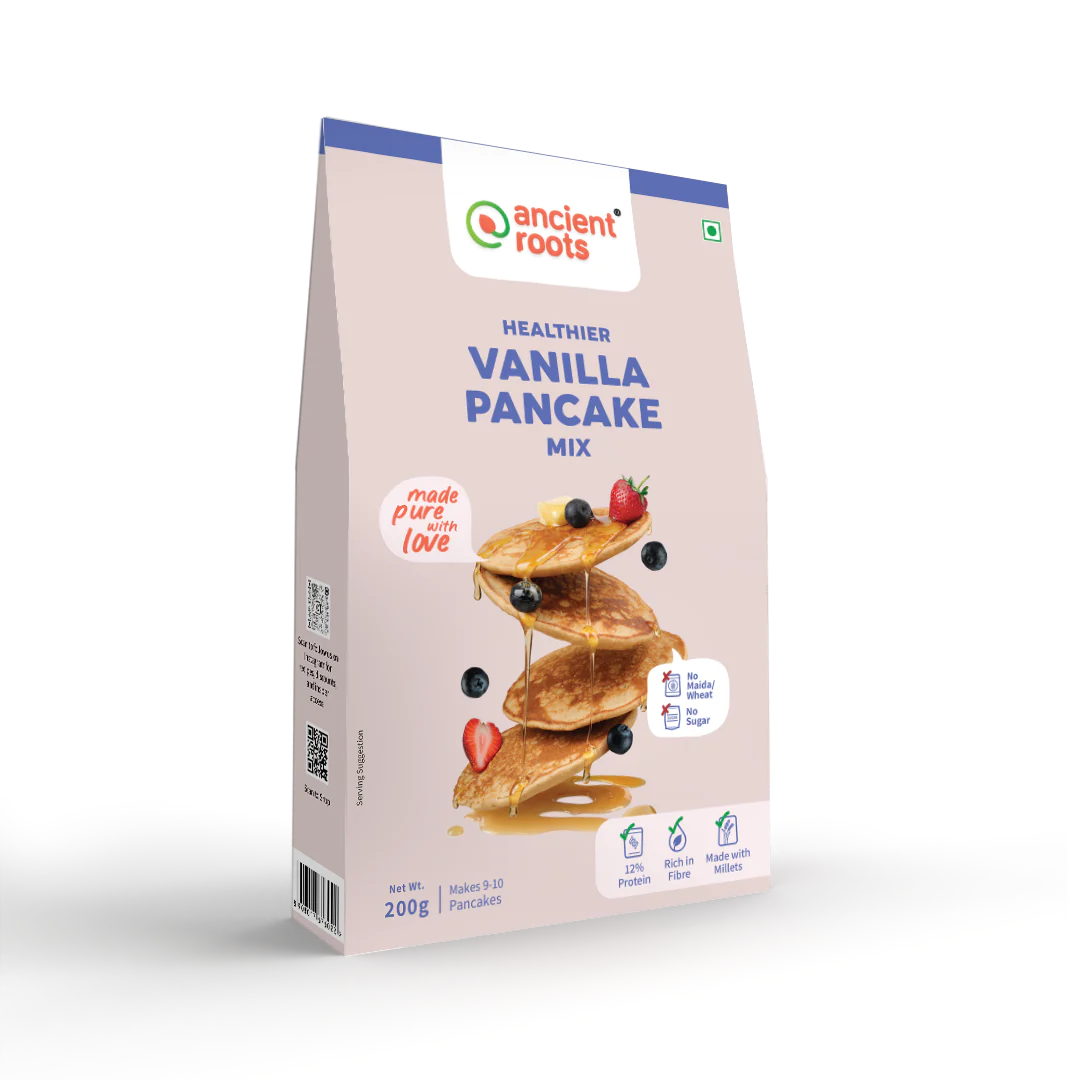 ancient
roots
HEALTHIER
VANILLA
PANCAKE
MIX
made
pure
with
love
No
Maida/
Wheat
No
Sugar
12%
Protein
Rich in
Fibre
Made with
Millets
Net Wt.
200g
Makes 9-10
Pancakes
Serving Suggestion